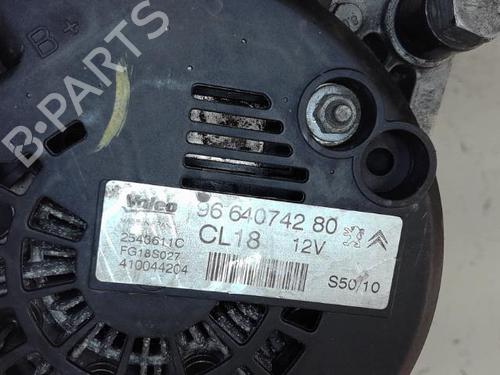 B+
B-PARTS
Valeo
96 640742 80
2543611C
CL18
12V
FG18S027
410044204
S50/10